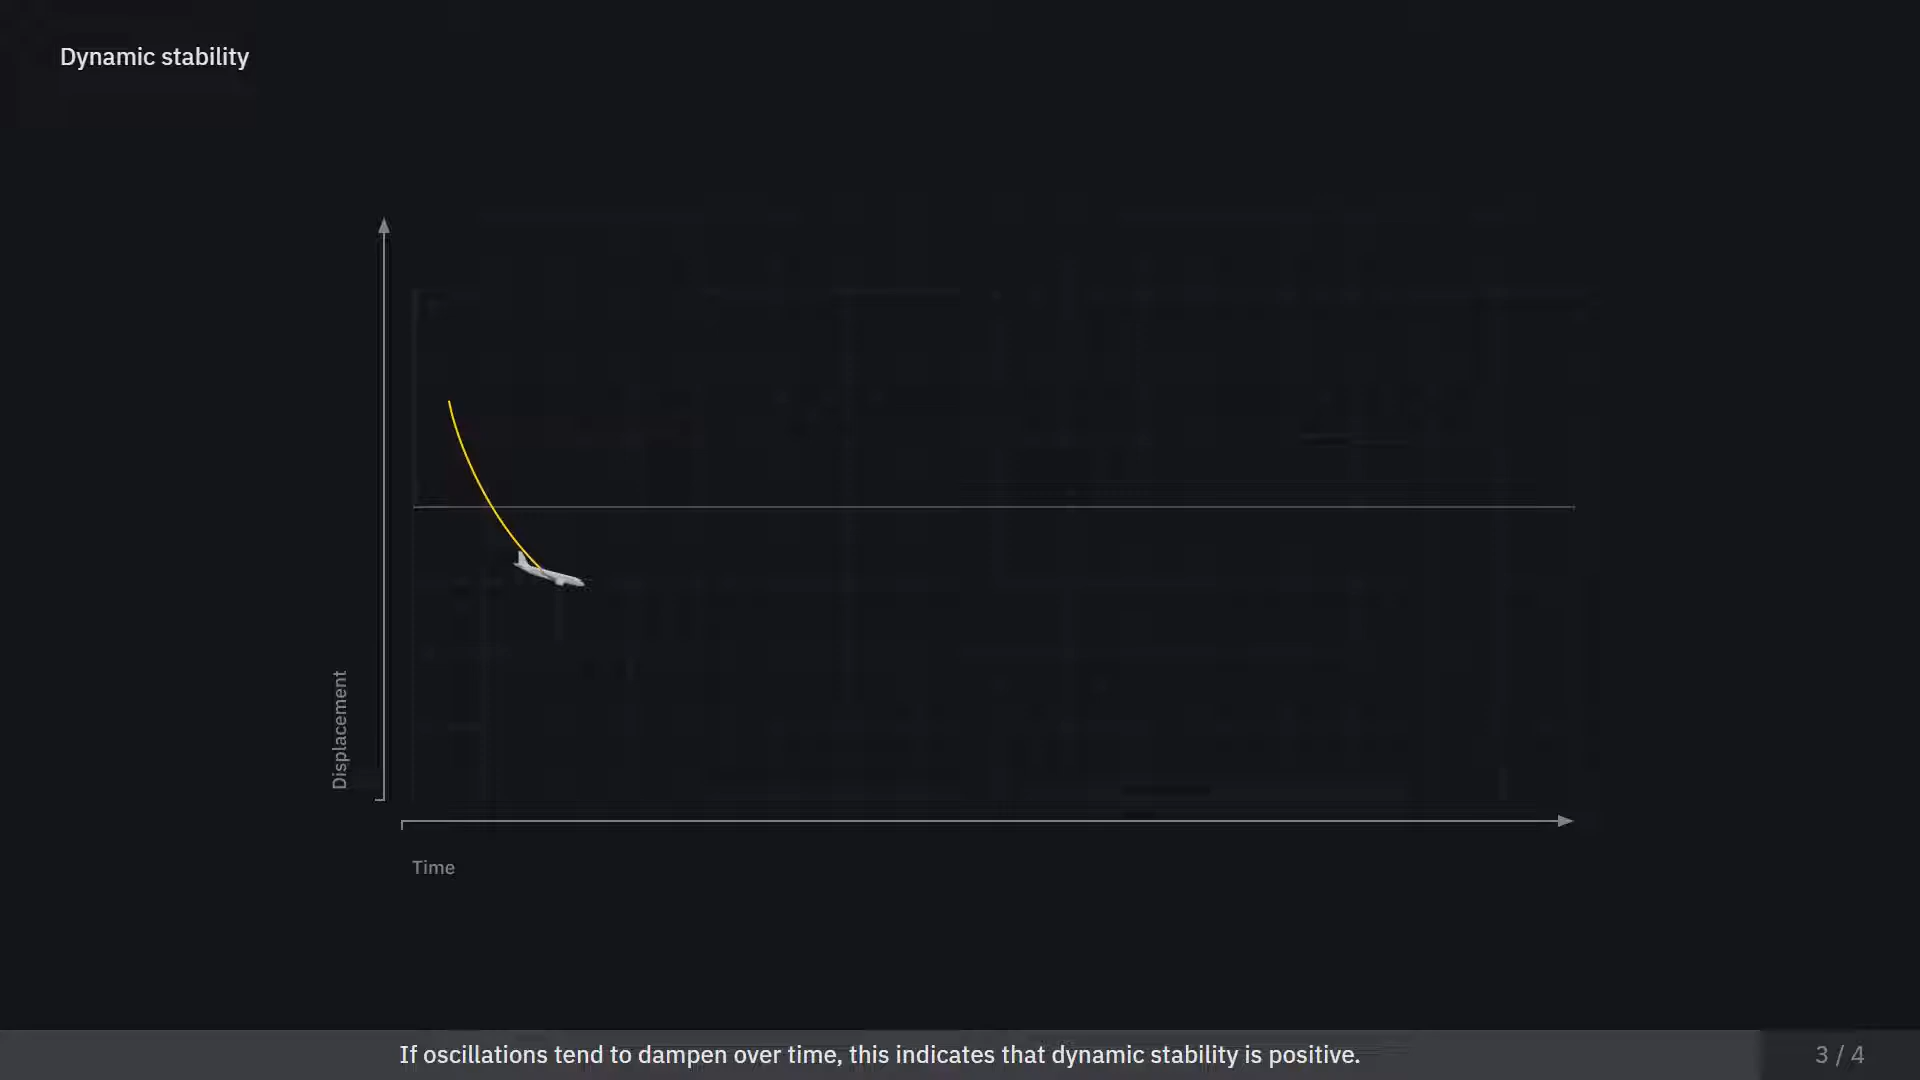 Dynamic stability
Displacement
Time
If oscillations tend to dampen over time, this indicates that dynamic stability is positive.
3 / 4